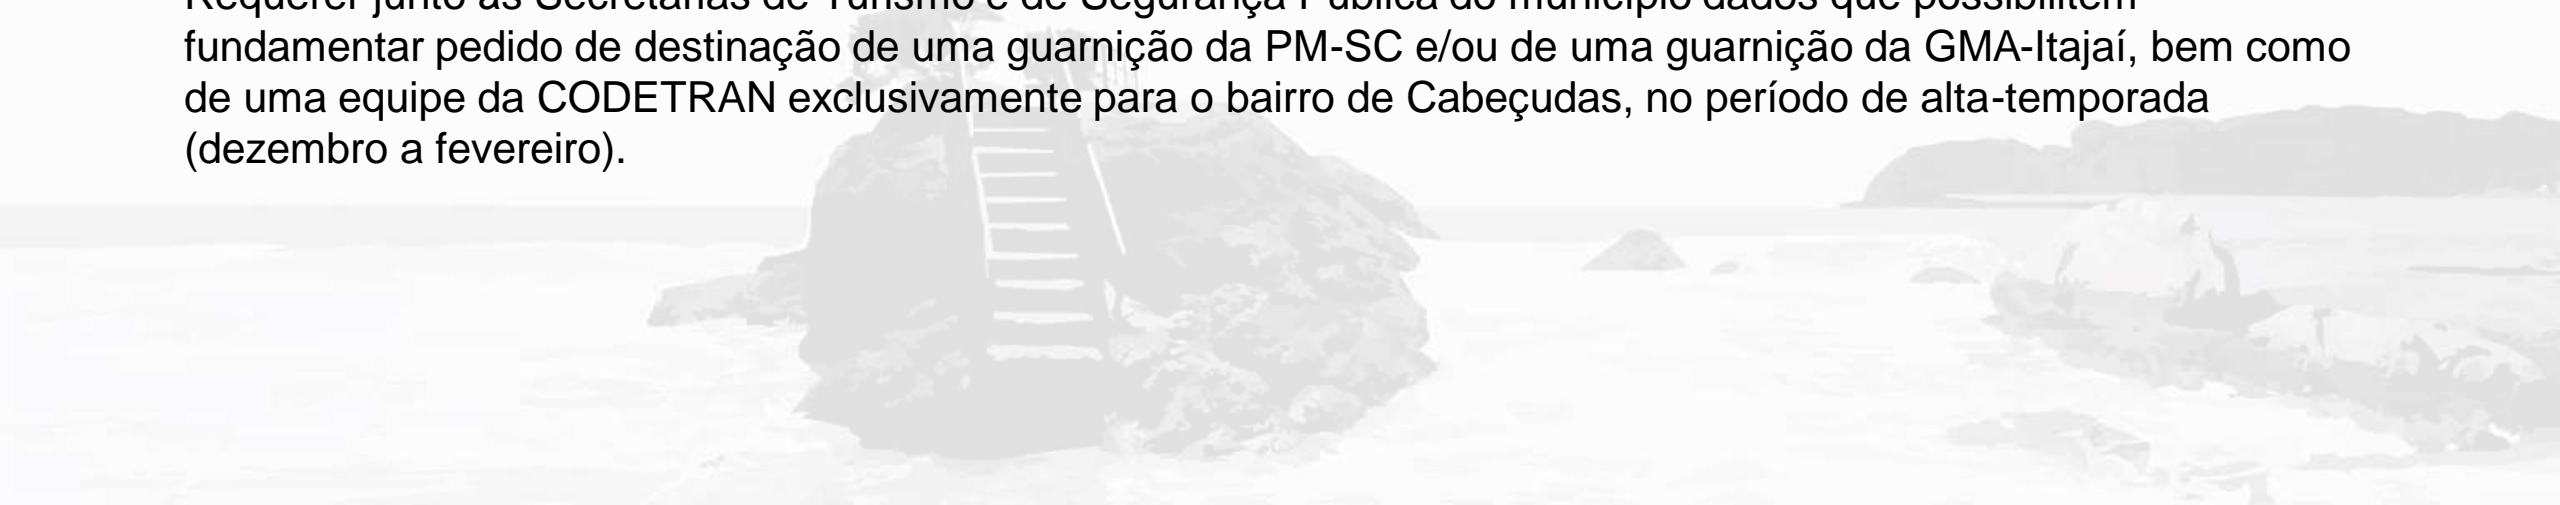 Requerer junto as Secretarias de Turismo e de Segurança Pública do município dados que possibilitem
fundamentar pedido de destinação de uma guarnição da PM-SC e/ou de uma guarnição da GMA-Itajaí, bem como
de uma equipe da CODETRAN exclusivamente para o bairro de Cabeçudas, no período de alta-temporada
(dezembro a fevereiro).